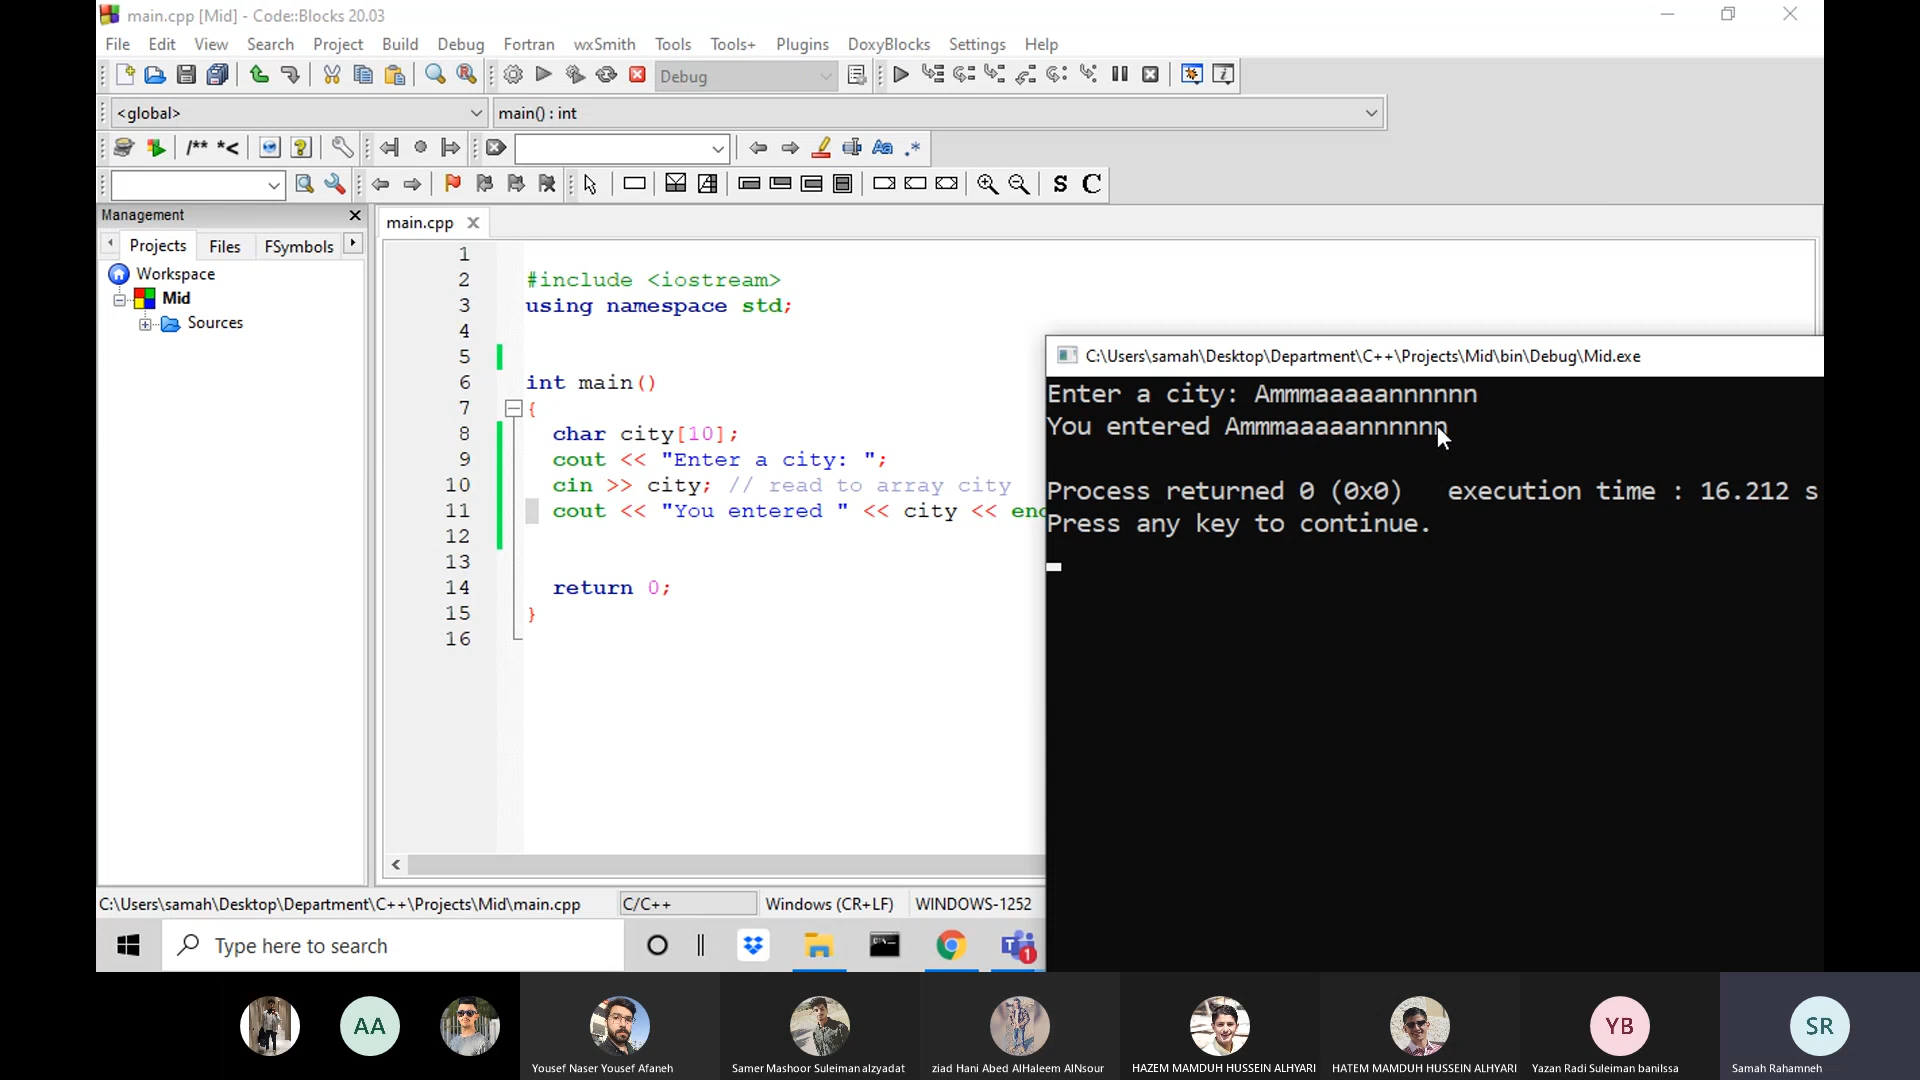 main.cpp [Mid] - Code::Blocks 20.03
File Edit View Search Project Build Debug Fortran wxSmith Tools Tools+ Plugins DoxyBlocks Settings Help
Debug
<global> main() : int
/** *<
Aa .*
S C
Management
main.cpp
Projects Files FSymbols
Workspace
Mid
Sources
1
2 #include <iostream>
3 using namespace std;
4
5
6 int main()
7 {
8 char city[10];
9 cout << "Enter a city: ";
10 cin >> city; // read to array city
11 cout << "You entered " << city << en
12
13
14 return 0;
15 }
16
C:\Users\samah\Desktop\Department\C++\Projects\Mid\bin\Debug\Mid.exe
Enter a city: Ammmaaaaannnnnn
You entered Ammmaaaaannnnnn
Process returned 0 (0x0) execution time : 16.212 s
Press any key to continue.
C:\Users\samah\Desktop\Department\C++\Projects\Mid\main.cpp C/C++ Windows (CR+LF) WINDOWS-1252
Type here to search
1
AA
YB
SR
Yousef Naser Yousef Afaneh
Samer Mashoor Suleiman alzyadat
ziad Hani Abed AlHaleem AlNsour
HAZEM MAMDUH HUSSEIN ALHYARI
HATEM MAMDUH HUSSEIN ALHYARI
Yazan Radi Suleiman baniIssa
Samah Rahamneh